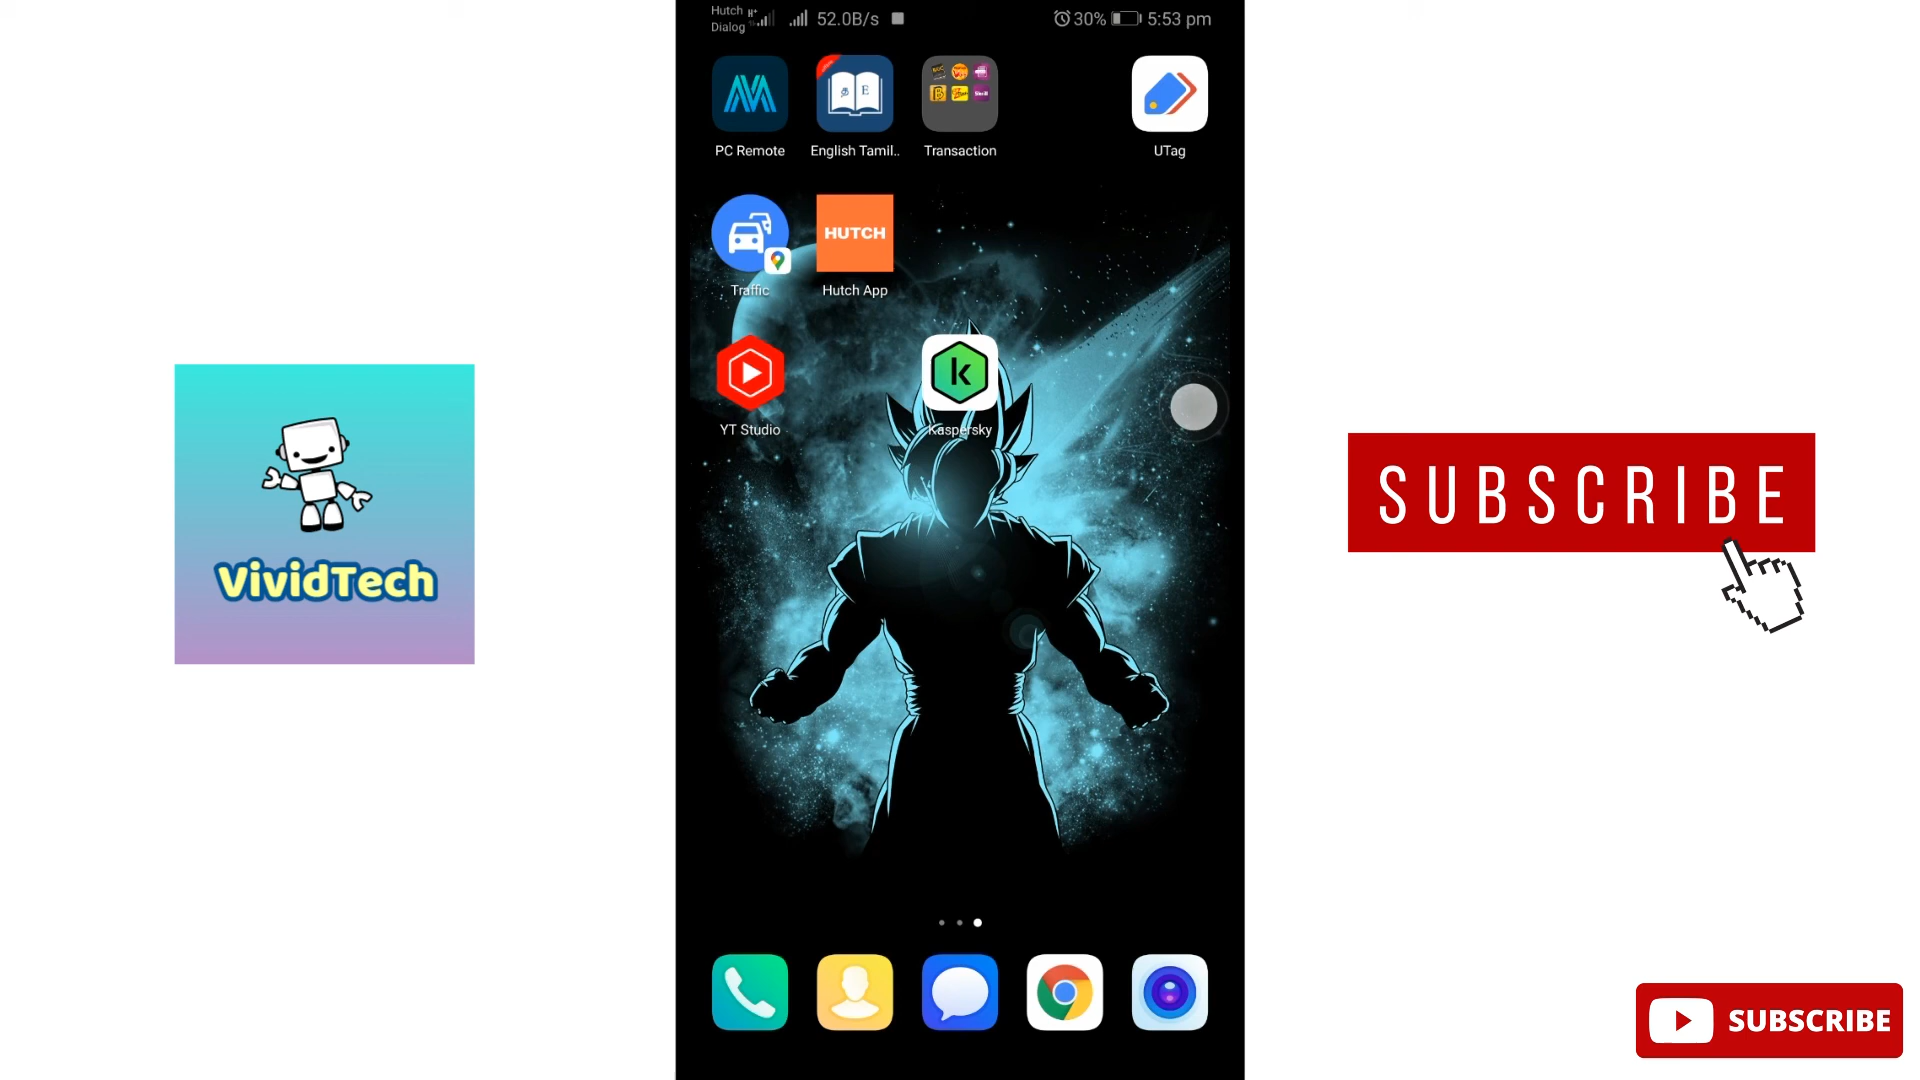 Hutch
Dialog
52.0B/s
30%
5:53 pm
PC Remote
English Tamil..
Transaction
UTag
HUTCH
Traffic
Hutch App
YT Studio
Kaspersky
VividTech
SUBSCRIBE
SUBSCRIBE